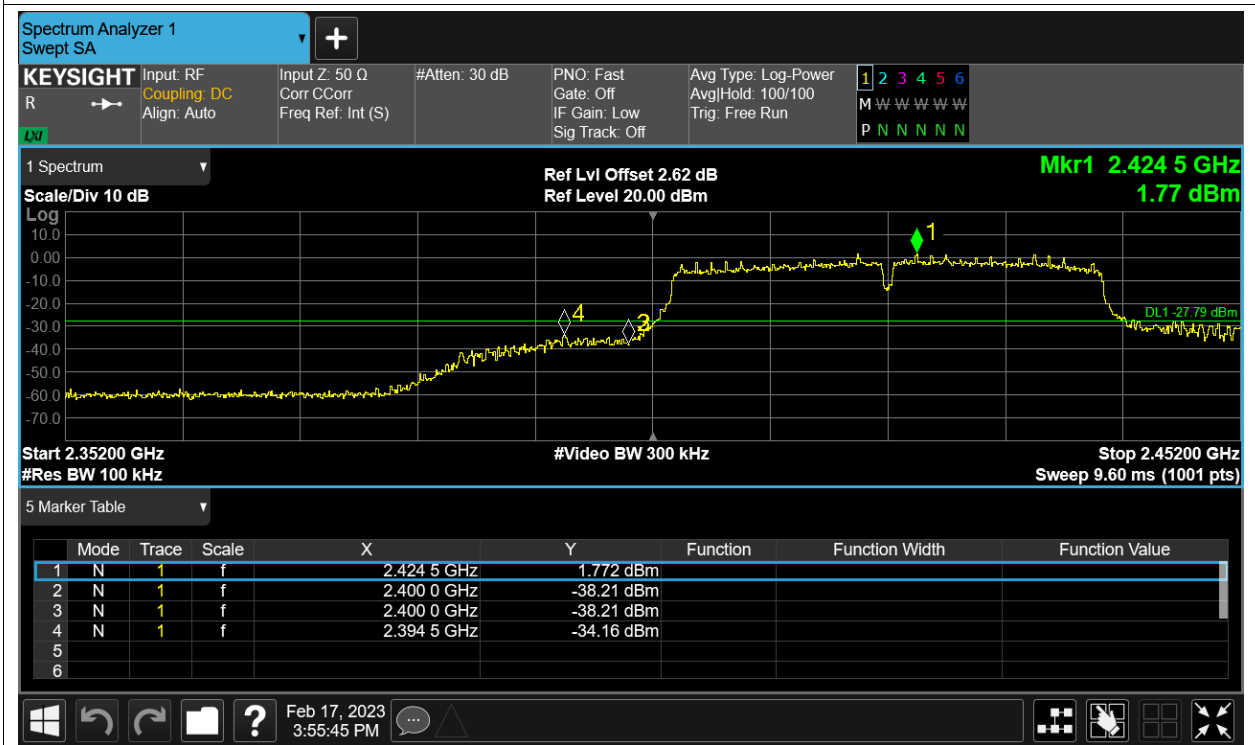 Spectrum Analyzer 1
Swept SA
+
KEYSIGHT
R
LXI
Input: RF
Coupling: DC
Align: Auto
Input Z: 50 Ω
Corr CCorr
Freq Ref: Int (S)
#Atten: 30 dB
PNO: Fast
Gate: Off
IF Gain: Low
Sig Track: Off
Avg Type: Log-Power
Avg|Hold: 100/100
Trig: Free Run
1 2 3 4 5 6
M W W W W W
P N N N N N
1 Spectrum
Scale/Div 10 dB
Ref Lvl Offset 2.62 dB
Ref Level 20.00 dBm
Mkr1 2.424 5 GHz
1.77 dBm
Log
10.0
0.00
-10.0
-20.0
-30.0
-40.0
-50.0
-60.0
-70.0
1
4
DL1 -27.79 dBm
Start 2.35200 GHz
#Video BW 300 kHz
Stop 2.45200 GHz
#Res BW 100 kHz
Sweep 9.60 ms (1001 pts)
5 Marker Table
Mode Trace Scale X Y Function Function Width Function Value
1 N 1 f 2.424 5 GHz 1.772 dBm
2 N 1 f 2.400 0 GHz -38.21 dBm
3 N 1 f 2.400 0 GHz -38.21 dBm
4 N 1 f 2.394 5 GHz -34.16 dBm
5
6
?
Feb 17, 2023
3:55:45 PM